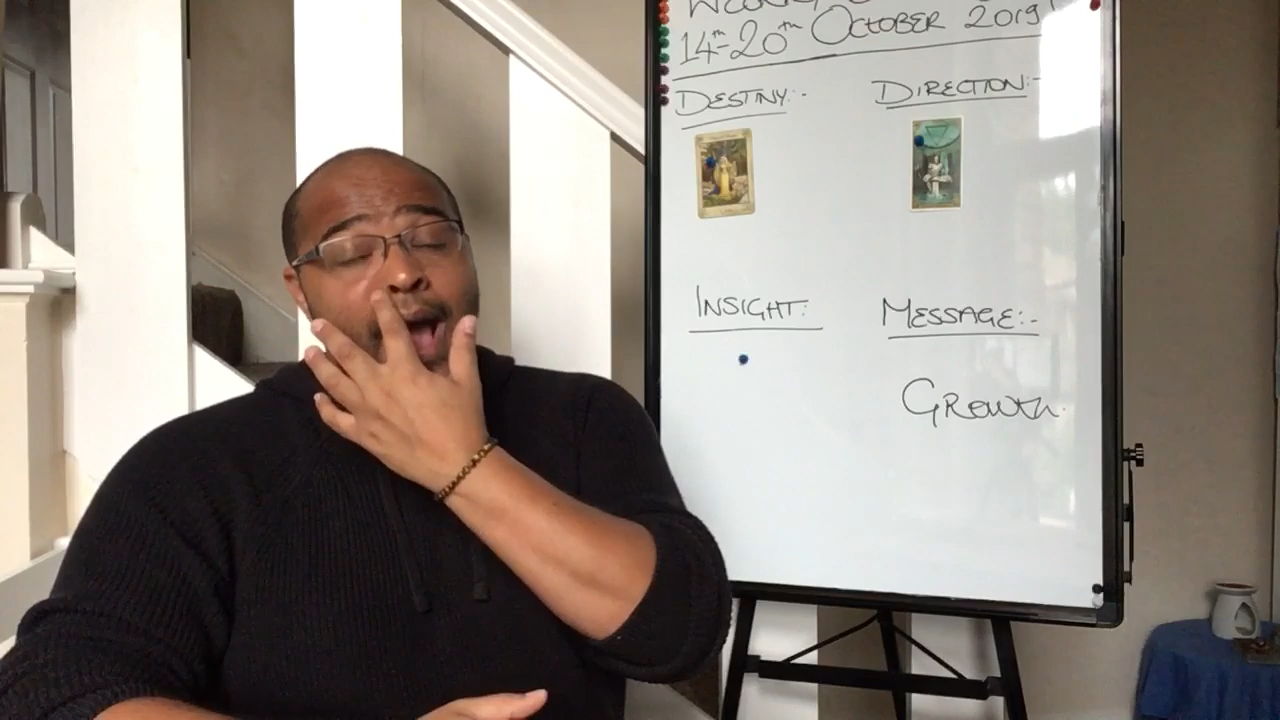 14th-20th October 2019
Destiny:-
Direction:-
Insight:
Message:-
Growth.